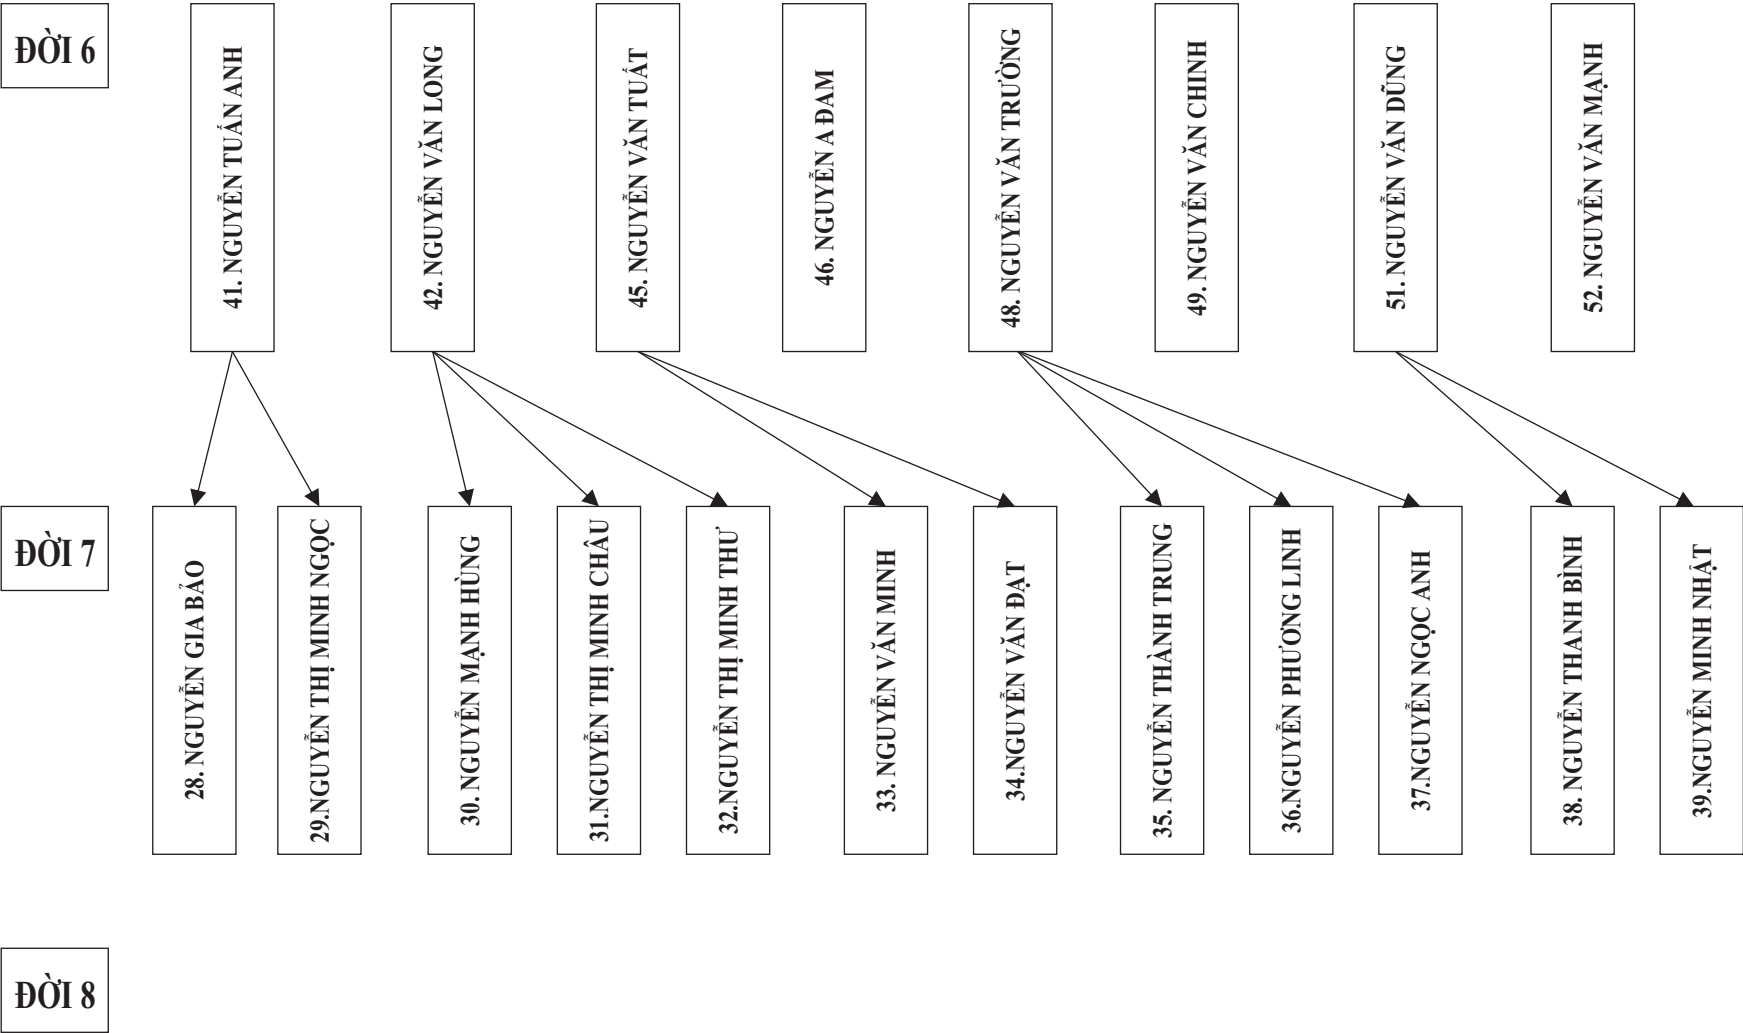 ĐỜI 6
41. NGUYỄN TUẤN ANH
42. NGUYỄN VĂN LONG
45. NGUYỄN VĂN TUẤT
46. NGUYỄN A ĐAM
48. NGUYỄN VĂN TRƯỜNG
49. NGUYỄN VĂN CHINH
51. NGUYỄN VĂN DŨNG
52. NGUYỄN VĂN MẠNH
ĐỜI 7
28. NGUYỄN GIA BẢO
29.NGUYỄN THỊ MINH NGỌC
30. NGUYỄN MẠNH HÙNG
31.NGUYỄN THỊ MINH CHÂU
32.NGUYỄN THỊ MINH THƯ
33. NGUYỄN VĂN MINH
34.NGUYỄN VĂN ĐẠT
35. NGUYỄN THÀNH TRUNG
36.NGUYỄN PHƯƠNG LINH
37.NGUYỄN NGỌC ANH
38. NGUYỄN THANH BÌNH
39.NGUYỄN MINH NHẬT
ĐỜI 8